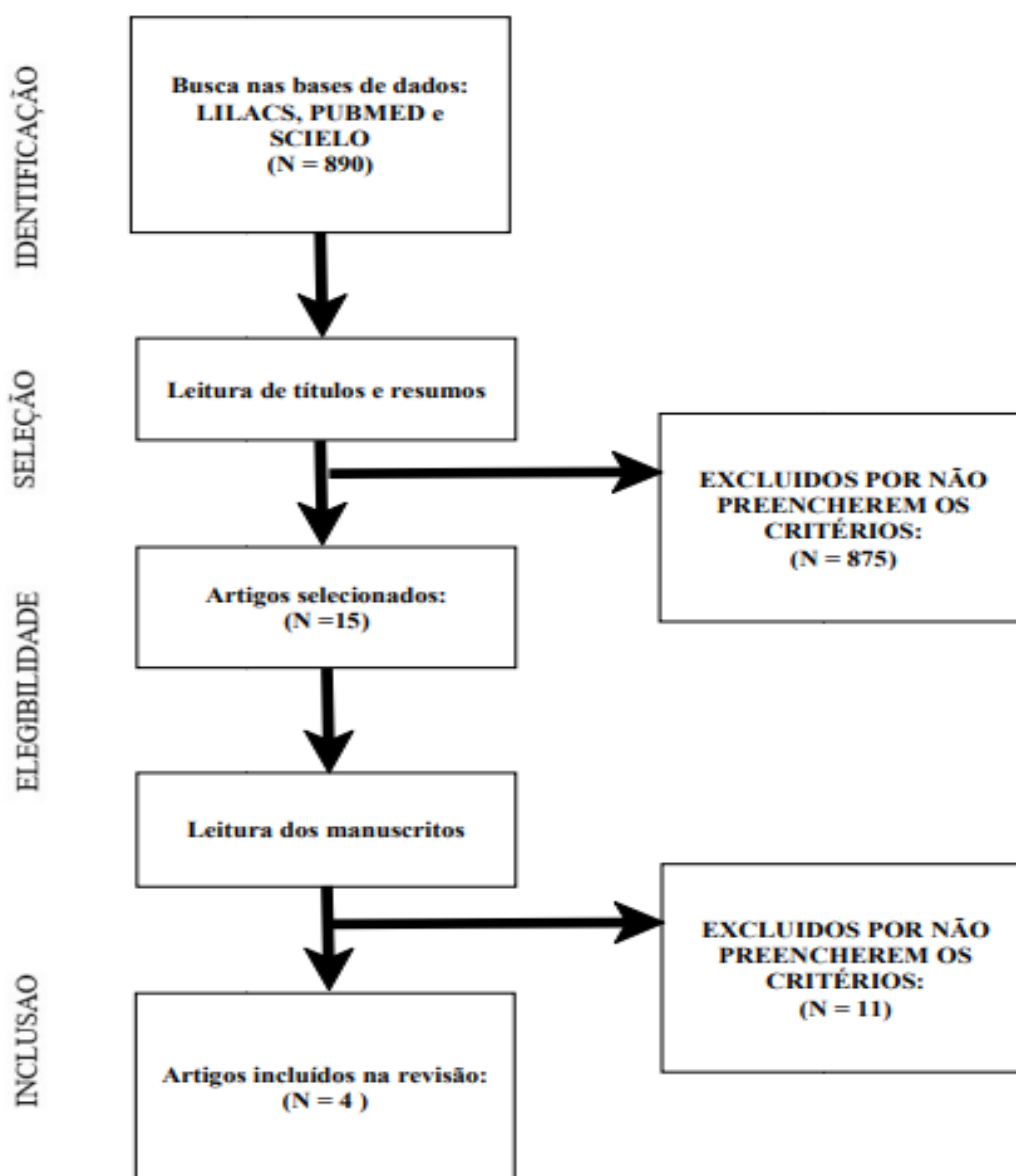 IDENTIFICAÇÃO
Busca nas bases de dados:
LILACS, PUBMED e
SCIELO
(N = 890)
SELEÇÃO
Leitura de títulos e resumos
EXCLUIDOS POR NÃO
PREENCHEREM OS
CRITÉRIOS:
(N = 875)
ELEGIBILIDADE
Artigos selecionados:
(N =15)
Leitura dos manuscritos
EXCLUIDOS POR NÃO
PREENCHEREM OS
CRITÉRIOS:
(N = 11)
INCLUSAO
Artigos incluídos na revisão:
(N = 4 )